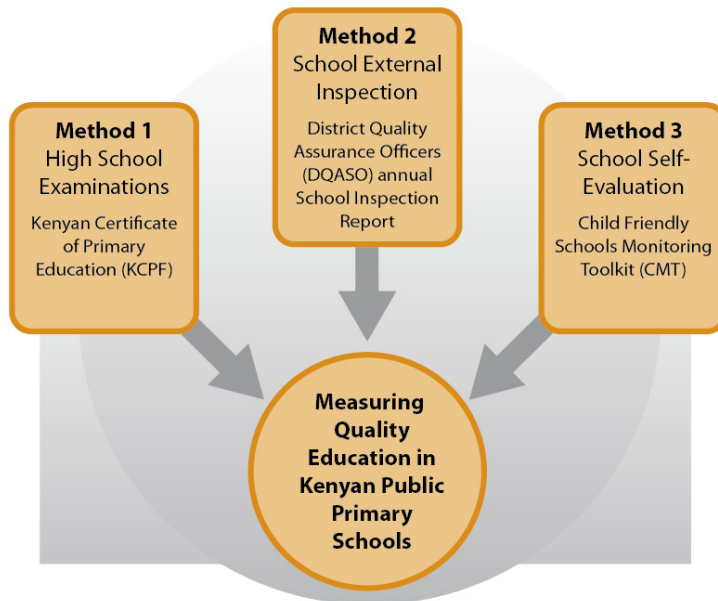 Method 1
High School
Examinations
Kenyan Certificate
of Primary
Education (KCPF)
Method 2
School External
Inspection
District Quality
Assurance Officers
(DQASO) annual
School Inspection
Report
Method 3
School Self-
Evaluation
Child Friendly
Schools Monitoring
Toolkit (CMT)
Measuring
Quality
Education in
Kenyan Public
Primary
Schools